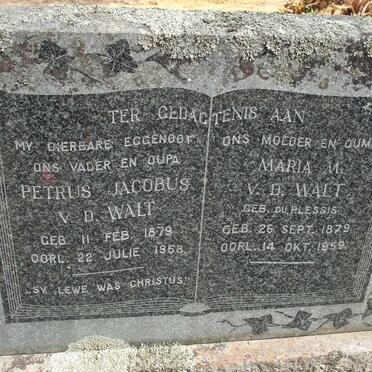 TER GEDAGTENIS AAN
MY DIERBARE EGGENOOT
ONS VADER EN OUPA
PETRUS JACOBUS
V. D. WALT
GEB. 11 FEB. 1879
OORL. 22 JULIE 1958.
"SY LEWE WAS CHRISTUS."
ONS MOEDER EN OUMA
MARIA M.
V. D. WALT
GEB. DU PLESSIS
GEB. 26 SEPT. 1879
OORL. 14 OKT. 1959.